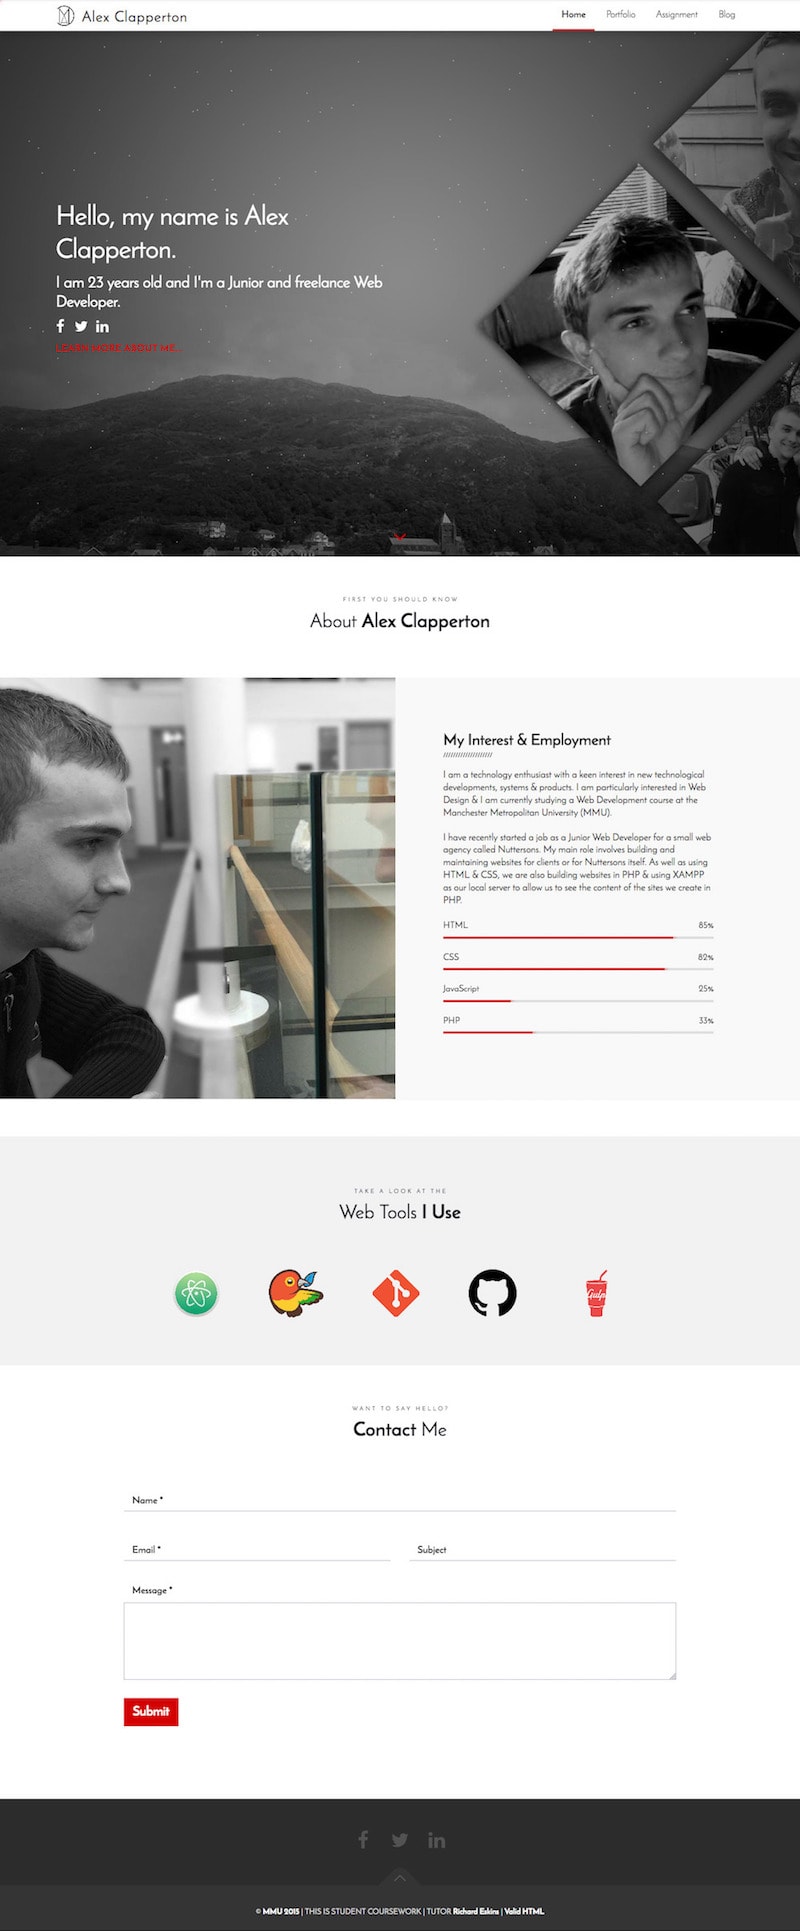 Alex Clapperton
Home Portfolio Assignment Blog
Hello, my name is Alex
Clapperton.
I am 23 years old and I'm a Junior and freelance Web
Developer.
LEARN MORE ABOUT ME...
FIRST YOU SHOULD KNOW
About Alex Clapperton
My Interest & Employment
I am a technology enthusiast with a keen interest in new technological
developments, systems & products. I am particularly interested in Web
Design & I am currently studying a Web Development course at the
Manchester Metropolitan University (MMU).
I have recently started a job as a Junior Web Developer for a small web
agency called Nuttersons. My main role involves building and
maintaining websites for clients or for Nuttersons itself. As well as using
HTML & CSS, we are also building websites in PHP & using XAMPP
as our local server to allow us to see the content of the sites we create in
PHP.
HTML 85%
CSS 82%
JavaScript 25%
PHP 33%
TAKE A LOOK AT THE
Web Tools I Use
Gulp
WANT TO SAY HELLO?
Contact Me
Name *
Email * Subject
Message *
Submit
© MMU 2015 | THIS IS STUDENT COURSEWORK | TUTOR Richard Eskins | Valid HTML